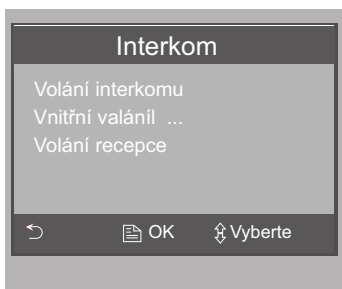 Interkom
Volání interkomu
Vnitřní valáníl ...
Volání recepce
OK Vyberte